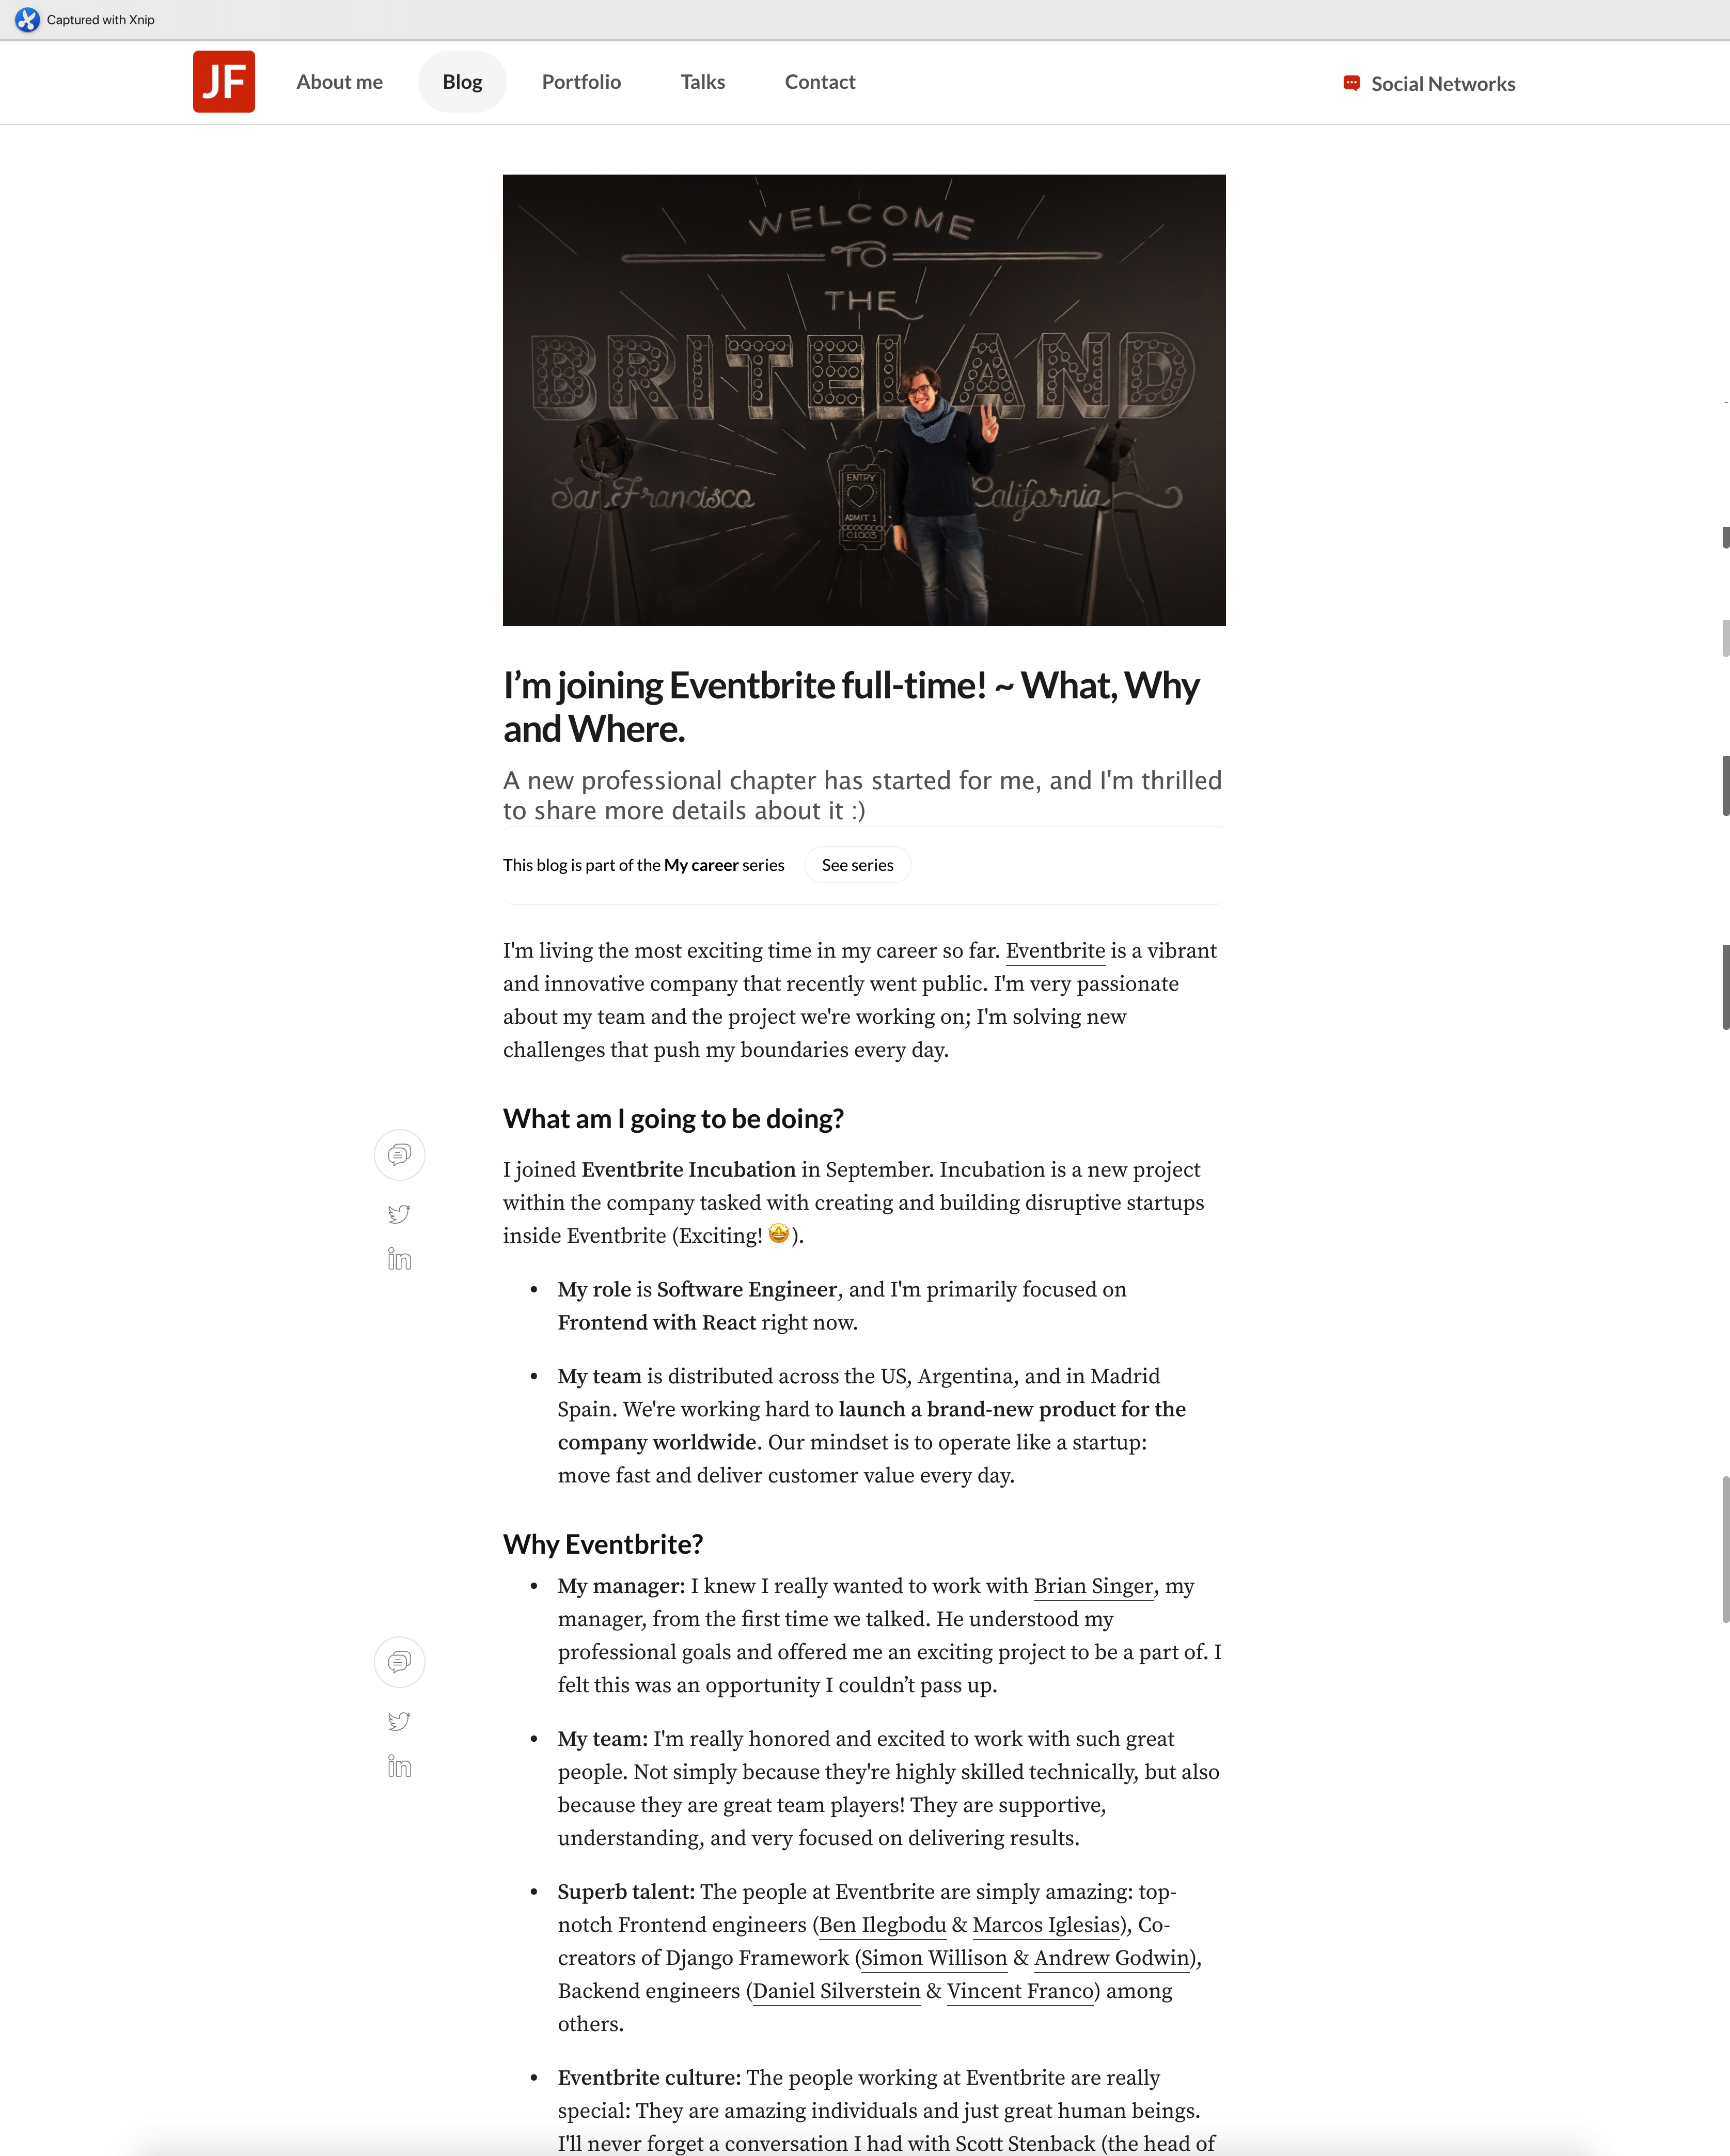 Captured with Xnip
JF
About me
Blog
Portfolio
Talks
Contact
Social Networks
WELCOME
TO
THE
BRITELAND
San Francisco
California
ENTRY
ADMIT 1
01003
I’m joining Eventbrite full-time! ~ What, Why
and Where.
A new professional chapter has started for me, and I'm thrilled
to share more details about it :)
This blog is part of the My career series
See series
I'm living the most exciting time in my career so far. Eventbrite is a vibrant
and innovative company that recently went public. I'm very passionate
about my team and the project we're working on; I'm solving new
challenges that push my boundaries every day.
What am I going to be doing?
I joined Eventbrite Incubation in September. Incubation is a new project
within the company tasked with creating and building disruptive startups
inside Eventbrite (Exciting! 🤩).
• My role is Software Engineer, and I'm primarily focused on
Frontend with React right now.
• My team is distributed across the US, Argentina, and in Madrid
Spain. We're working hard to launch a brand-new product for the
company worldwide. Our mindset is to operate like a startup:
move fast and deliver customer value every day.
Why Eventbrite?
• My manager: I knew I really wanted to work with Brian Singer, my
manager, from the first time we talked. He understood my
professional goals and offered me an exciting project to be a part of. I
felt this was an opportunity I couldn’t pass up.
• My team: I'm really honored and excited to work with such great
people. Not simply because they're highly skilled technically, but also
because they are great team players! They are supportive,
understanding, and very focused on delivering results.
• Superb talent: The people at Eventbrite are simply amazing: top-
notch Frontend engineers (Ben Ilegbodu & Marcos Iglesias), Co-
creators of Django Framework (Simon Willison & Andrew Godwin),
Backend engineers (Daniel Silverstein & Vincent Franco) among
others.
• Eventbrite culture: The people working at Eventbrite are really
special: They are amazing individuals and just great human beings.
I'll never forget a conversation I had with Scott Stenback (the head of
in
in